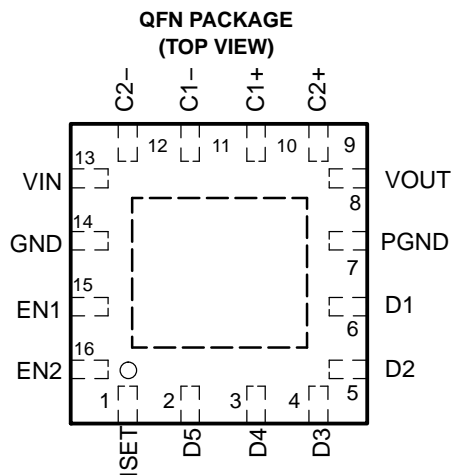 QFN PACKAGE
(TOP VIEW)
C2−
C1−
C1+
C2+
12
11
10
9
13
VIN
VOUT
8
14
GND
PGND
7
15
EN1
D1
6
16
EN2
D2
5
1
2
3
4
ISET
D5
D4
D3